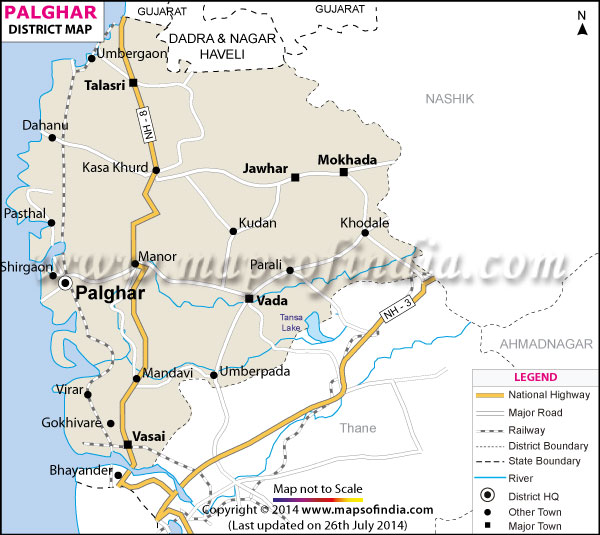 PALGHAR
DISTRICT MAP
GUJARAT
GUJARAT
N
DADRA & NAGAR
HAVELI
Umbergaon
Talasri
NASHIK
NH - 8
Dahanu
Kasa Khurd
Jawhar
Mokhada
Pasthal
Kudan
Khodale
Manor
Parali
Shirgaon
www.mapsofindia.com
Palghar
Vada
Tansa
Lake
NH - 3
AHMADNAGAR
Mandavi
Umberpada
Virar
Gokhivare
Thane
Vasai
Bhayander
LEGEND
National Highway
Major Road
Railway
District Boundary
State Boundary
River
District HQ
Other Town
Major Town
Map not to Scale
Copyright © 2014 www.mapsofindia.com
(Last updated on 26th July 2014)